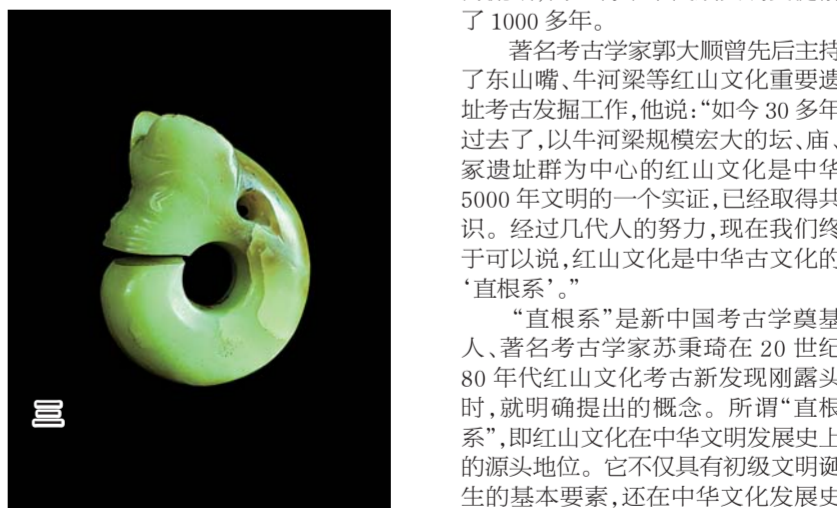 了 1000 多年。
著名考古学家郭大顺曾先后主持
了东山嘴、牛河梁等红山文化重要遗
址考古发掘工作,他说:“如今 30 多年
过去了,以牛河梁规模宏大的坛、庙、
冢遗址群为中心的红山文化是中华
5000 年文明的一个实证,已经取得共
识。经过几代人的努力,现在我们终
于可以说,红山文化是中华古文化的
‘直根系’。”
“直根系”是新中国考古学奠基
人、著名考古学家苏秉琦在 20 世纪
80 年代红山文化考古新发现刚露头
时,就明确提出的概念。所谓“直根
系”,即红山文化在中华文明发展史上
的源头地位。它不仅具有初级文明诞
生的基本要素,还在中华文化发展史
三